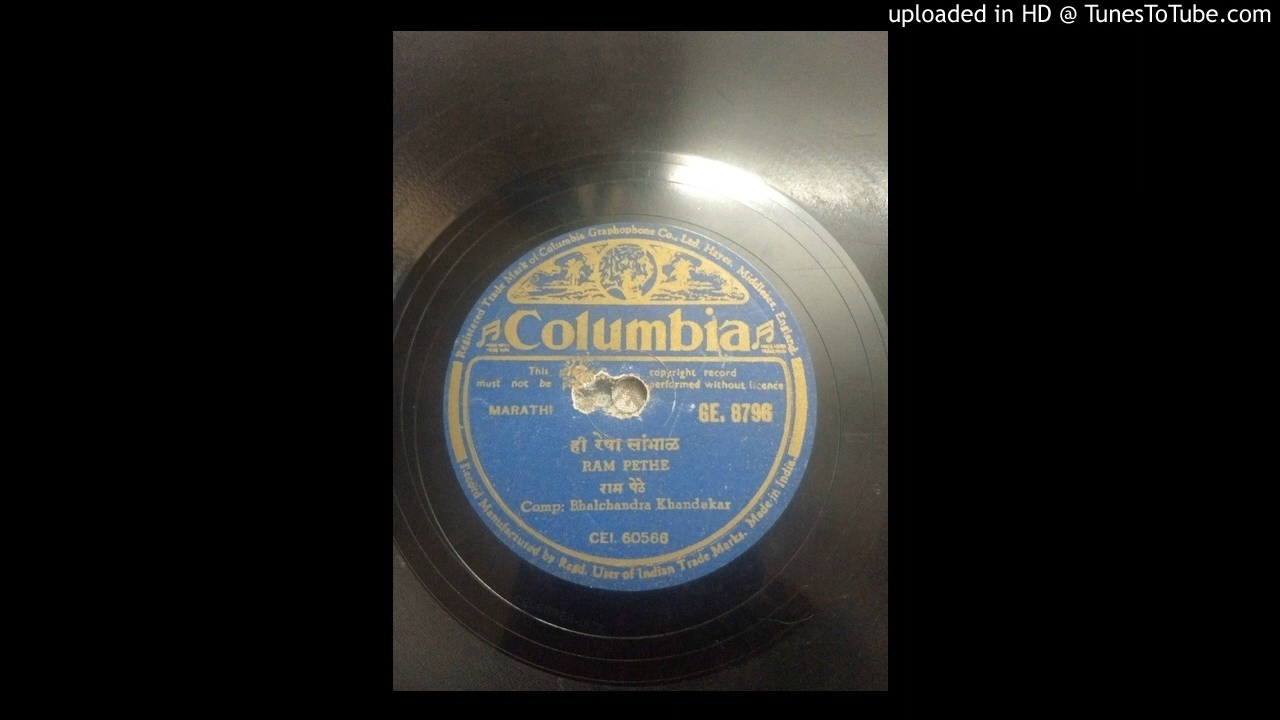 uploaded in HD @ TunesToTube.com
Registered Trade Mark of Columbia Graphophone Co., Ltd. Hayes, Middlesex, England.
Columbia
This copyright record
must not be performed without licence
MARATHI GE. 8796
ही रेषा सांभाळ
RAM PETHE
राम पेठे
Comp: Bhalchandra Khandekar
CEI. 60566
Record Manufactured by Regd. User of Indian Trade Marks. Made in India.